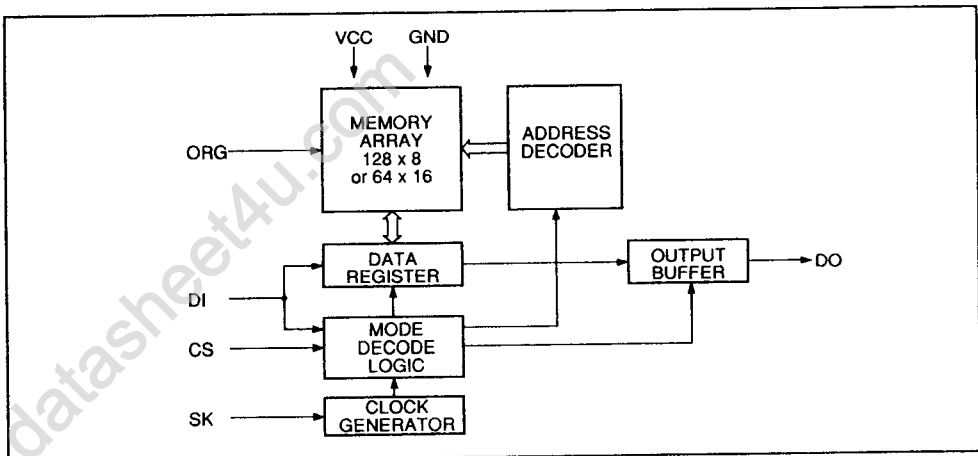 VCC GND
MEMORY
ARRAY
128 x 8
or 64 x 16
ADDRESS
DECODER
ORG
DATA
REGISTER
OUTPUT
BUFFER
DO
DI
MODE
DECODE
LOGIC
CS
CLOCK
GENERATOR
SK
datasheet4u.com